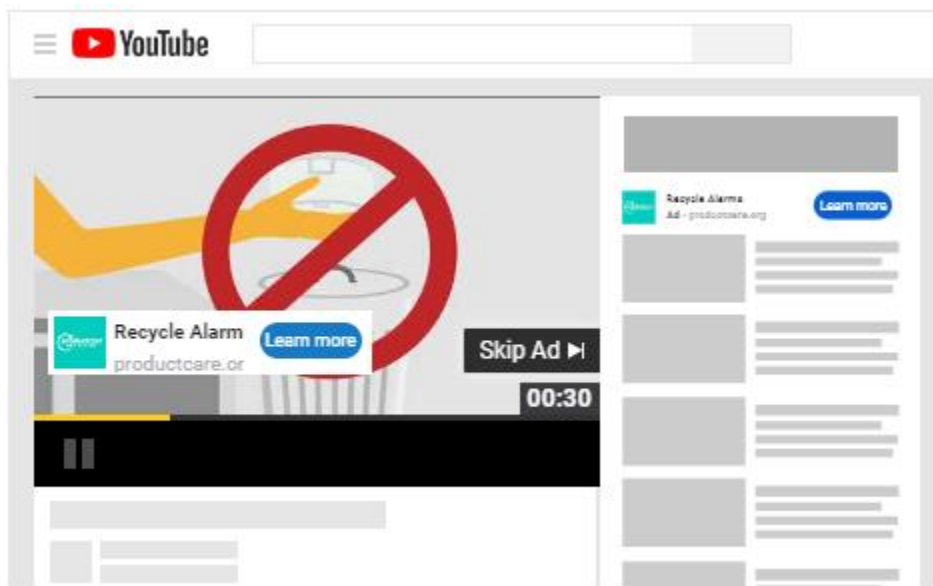 YouTube
Recycle Alarm
Learn more
productcare.or
Skip Ad
00:30
Recycle Alarms
Learn more
Ad - productcare.org